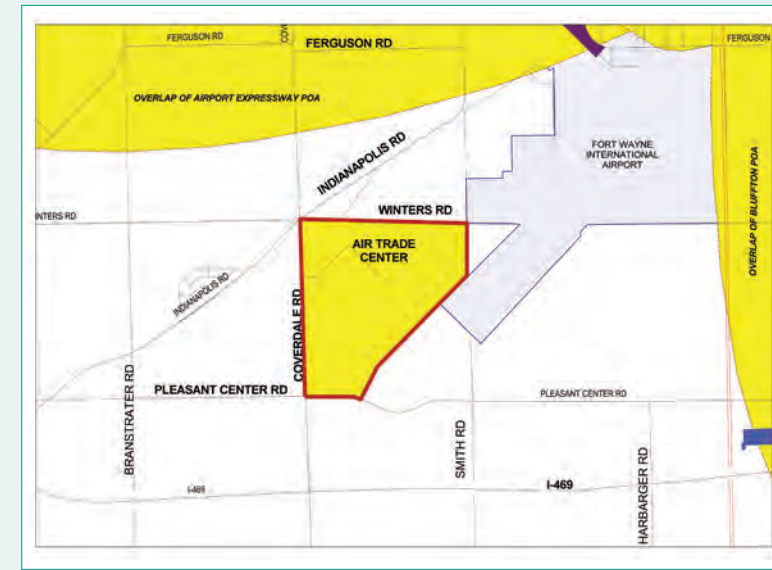 FERGUSON RD
COV
FERGUSON RD
FERGUSON
OVERLAP OF AIRPORT EXPRESSWAY POA
INDIANAPOLIS RD
FORT WAYNE
INTERNATIONAL
AIRPORT
OVERLAP OF BLUFFTON POA
INTERS RD
WINTERS RD
AIR TRADE
CENTER
INDIANAPOLIS RD
COVERDALE RD
PLEASANT CENTER RD
PLEASANT CENTER RD
BRANSTRATER RD
SMITH RD
HARBARGER RD
I-469
I-469